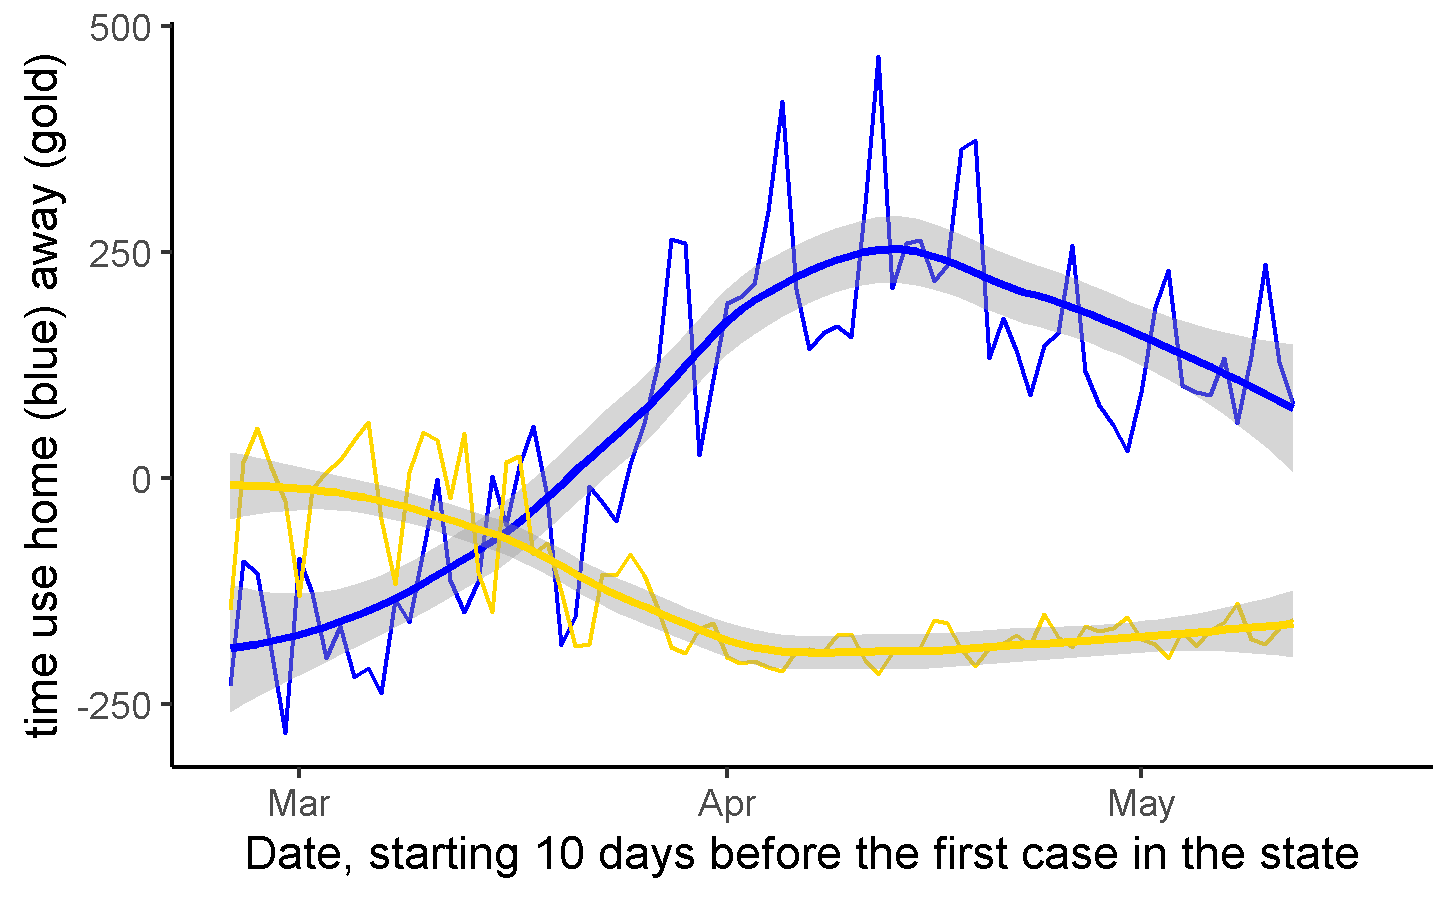 time use home (blue) away (gold)
500
250
0
-250
Mar
Apr
May
Date, starting 10 days before the first case in the state